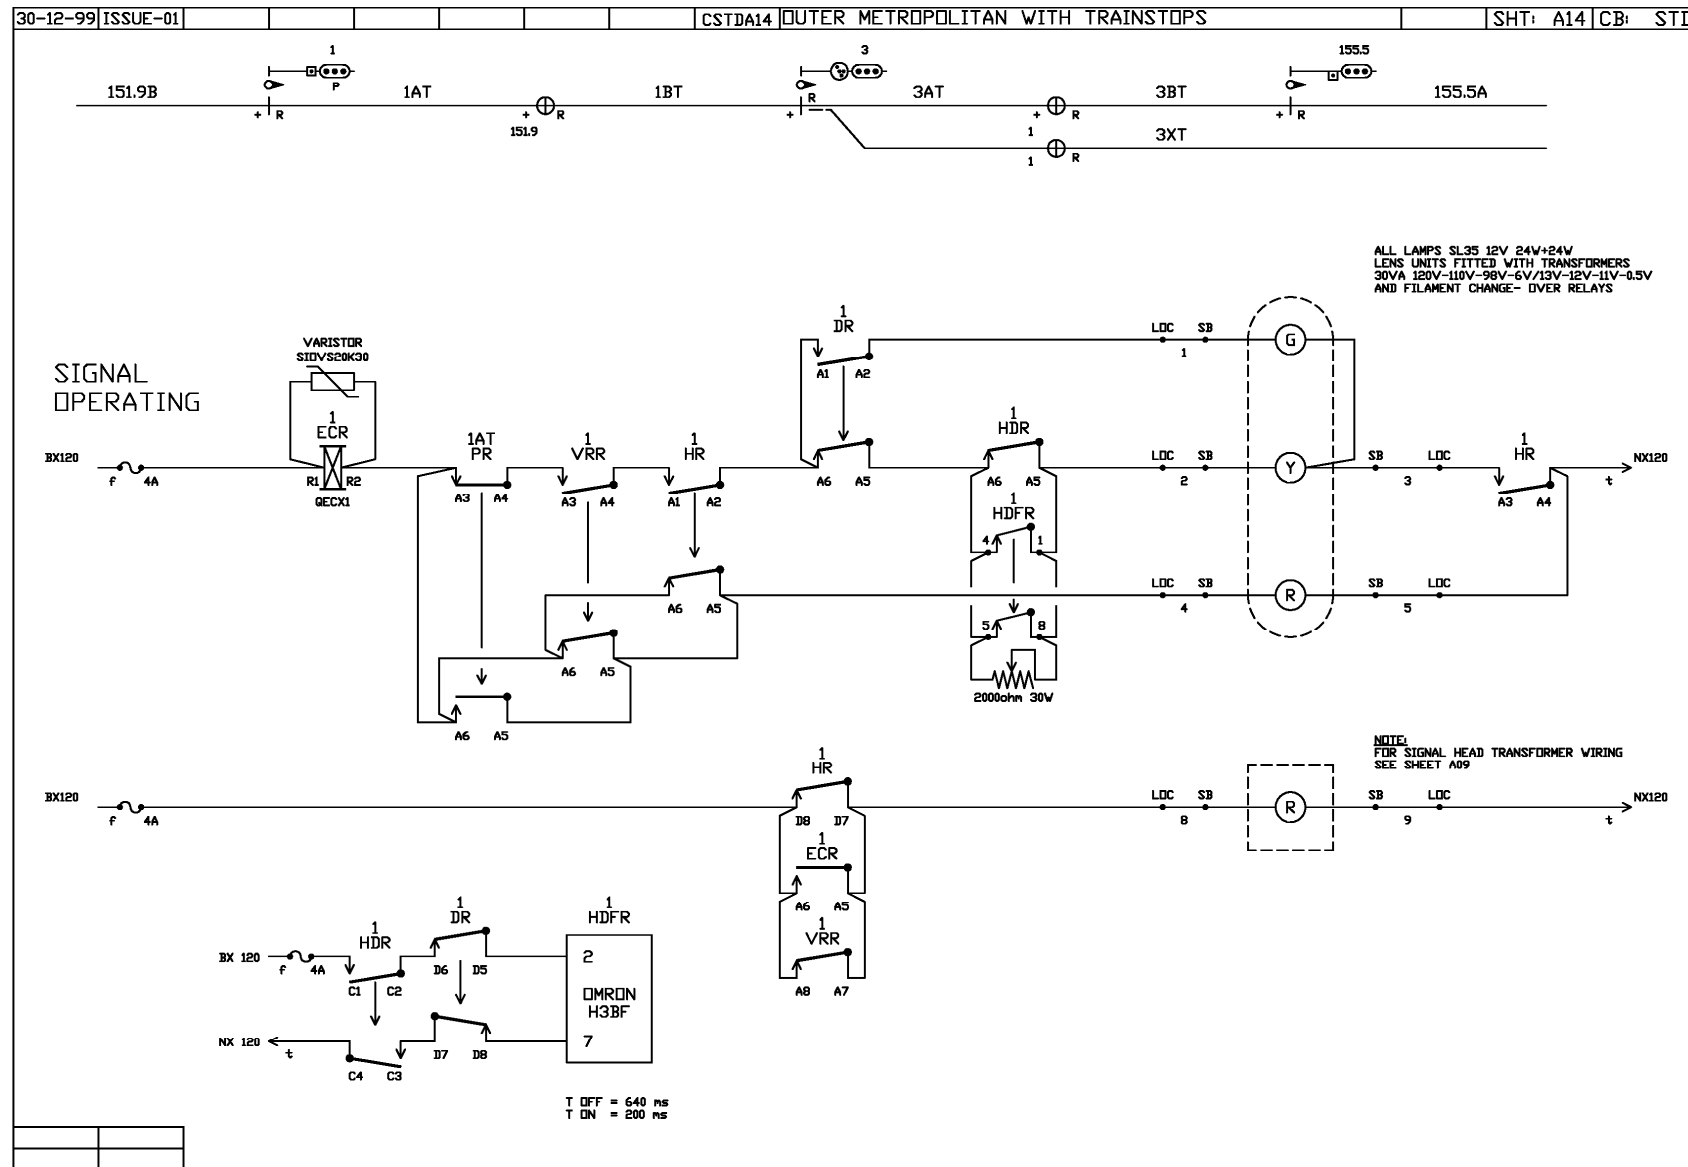 30-12-99 ISSUE-01 CSTDA14 OUTER METROPOLITAN WITH TRAINSTOPS SHT: A14 CB: STD
1 3 155.5
P
151.9B 1AT 1BT R 3AT 3BT 155.5A
+ R + R + + R + R
151.9 1 3XT
1 R
ALL LAMPS SL35 12V 24W+24W
LENS UNITS FITTED WITH TRANSFORMERS
30VA 120V-110V-98V-6V/13V-12V-11V-0.5V
AND FILAMENT CHANGE- OVER RELAYS
1
DR
LOC SB
1
G
VARISTOR
SIOVS20K30
A1 A2
SIGNAL
OPERATING
1
ECR
1AT
PR
1
VRR
1
HR
1
HDR
1
HR
BX120 LOC SB Y SB LOC NX120
f 4A R1 R2 A6 A5 A6 A5 2 3 t
QECX1 A3 A4 A3 A4 A1 A2 A3 A4
1
HDFR
4 1
LOC SB R SB LOC
A6 A5 4 5
5 8
A6 A5
2000ohm 30W
A6 A5
NOTE:
FOR SIGNAL HEAD TRANSFORMER WIRING
SEE SHEET A09
1
HR
BX120 LOC SB R SB LOC NX120
f 4A D8 D7 8 9 t
1
ECR
A6 A5
1
VRR
A8 A7
1
HDR
1
DR
1
HDFR
BX 120 f 4A D6 D5 2
C1 C2
OMRON
H3BF
NX 120 t D7 D8 7
C4 C3
T OFF = 640 ms
T ON = 200 ms